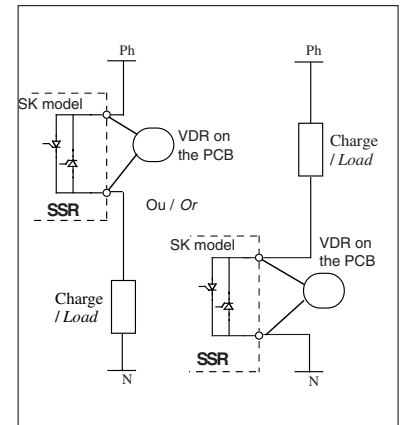 Ph
SK model
VDR on
the PCB
SSR
Ou / Or
Charge
/ Load
N
Ph
Charge
/ Load
SK model
VDR on
the PCB
SSR
N